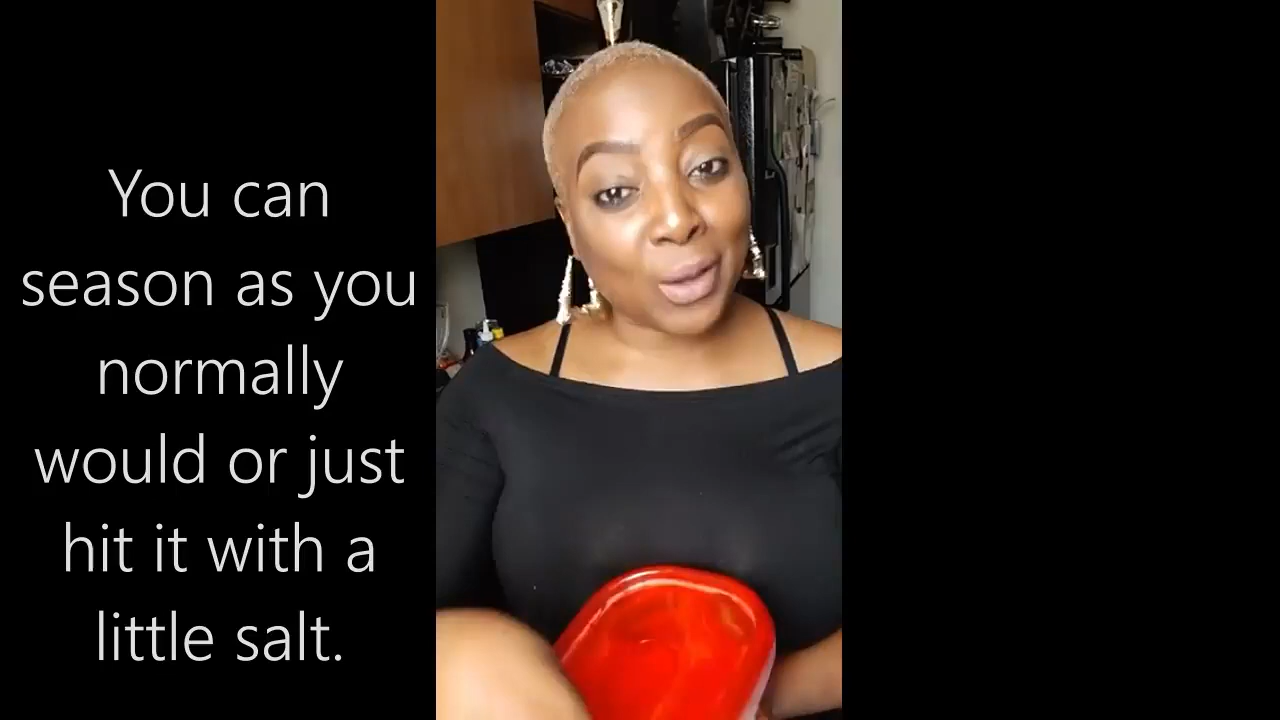 You can
season as you
normally
would or just
hit it with a
little salt.